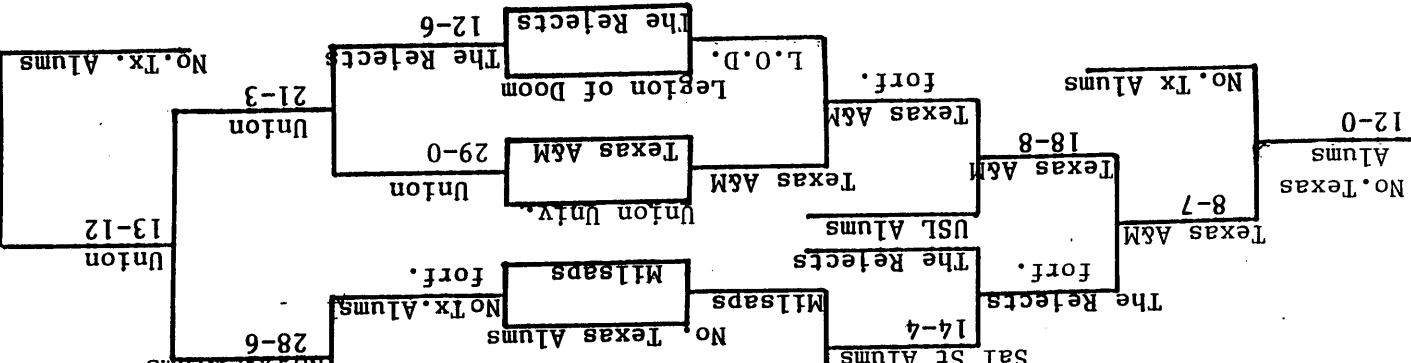 Sal St Alums
14-4
No. Texas Alums
28-6
The Rejects
Milsaps
No Tx.Alums
forf.
Milsaps
forf.
The Rejects
Union
Texas A&M
USL Alums
13-12
8-7
Union Univ.
No.Texas
Alums
Texas A&M
Union
Texas A&M
Texas A&M
29-0
18-8
12-0
Texas A&M
Union
forf.
21-3
No. Tx Alums
Legion of Doom
L.O.D.
The Rejects
No.Tx. Alums
The Rejects
12-6